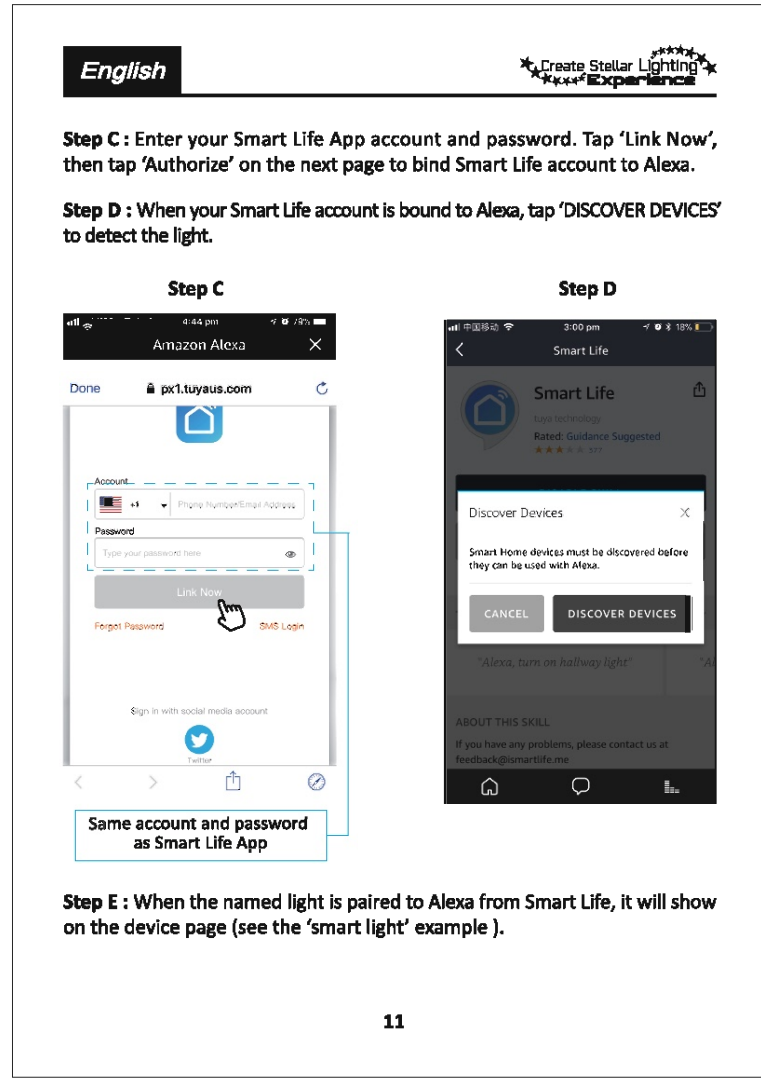 English
Create Stellar Lighting
Experience
Step C : Enter your Smart Life App account and password. Tap ‘Link Now’,
then tap ‘Authorize’ on the next page to bind Smart Life account to Alexa.
Step D : When your Smart Life account is bound to Alexa, tap ‘DISCOVER DEVICES’
to detect the light.
Step C
4:44 pm
78%
Amazon Alexa
Done
px1.tuyaus.com
Account
+1
Phone Number/Email Address
Password
Type your password here
Link Now
Forgot Password
SMS Login
Sign in with social media account
Twitter
Same account and password
as Smart Life App
Step D
中国移动
3:00 pm
18%
Smart Life
Smart Life
tuya technology
Rated: Guidance Suggested
577
Discover Devices
Smart Home devices must be discovered before
they can be used with Alexa.
CANCEL
DISCOVER DEVICES
"Alexa, turn on hallway light"
"Al
ABOUT THIS SKILL
If you have any problems, please contact us at
feedback@ismartlife.me
Step E : When the named light is paired to Alexa from Smart Life, it will show
on the device page (see the ‘smart light’ example ).
11